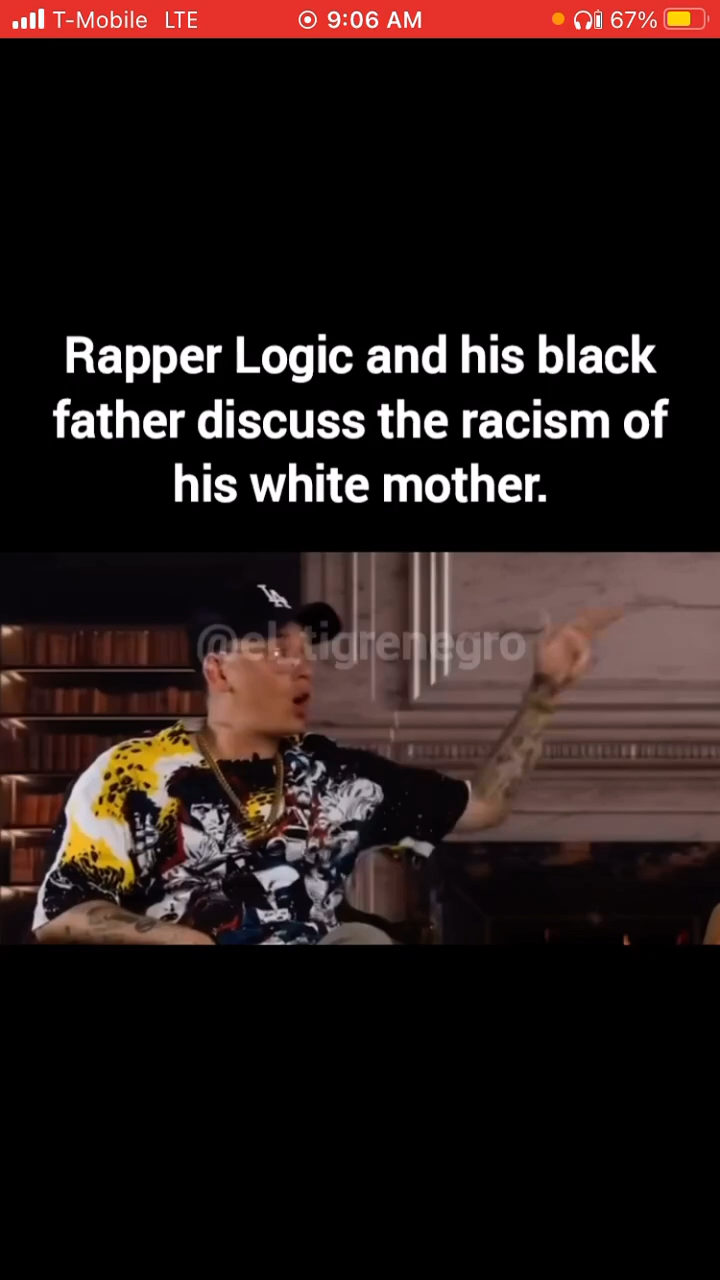 T-Mobile LTE 9:06 AM 67%
Rapper Logic and his black
father discuss the racism of
his white mother.
LA
@el_tigrenegro